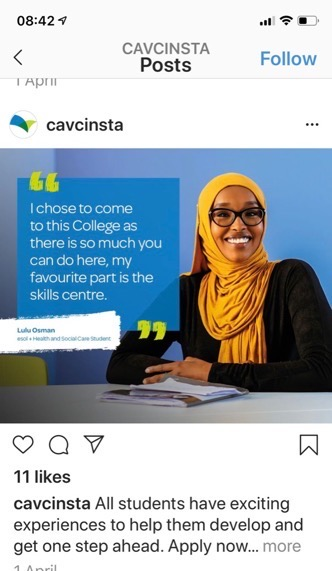 08:42
CAVCINSTA
Posts
Follow
1 April
cavcinsta
I chose to come
to this College as
there is so much you
can do here, my
favourite part is the
skills centre.
Lulu Osman
esol + Health and Social Care Student
11 likes
cavcinsta All students have exciting
experiences to help them develop and
get one step ahead. Apply now... more
1 April